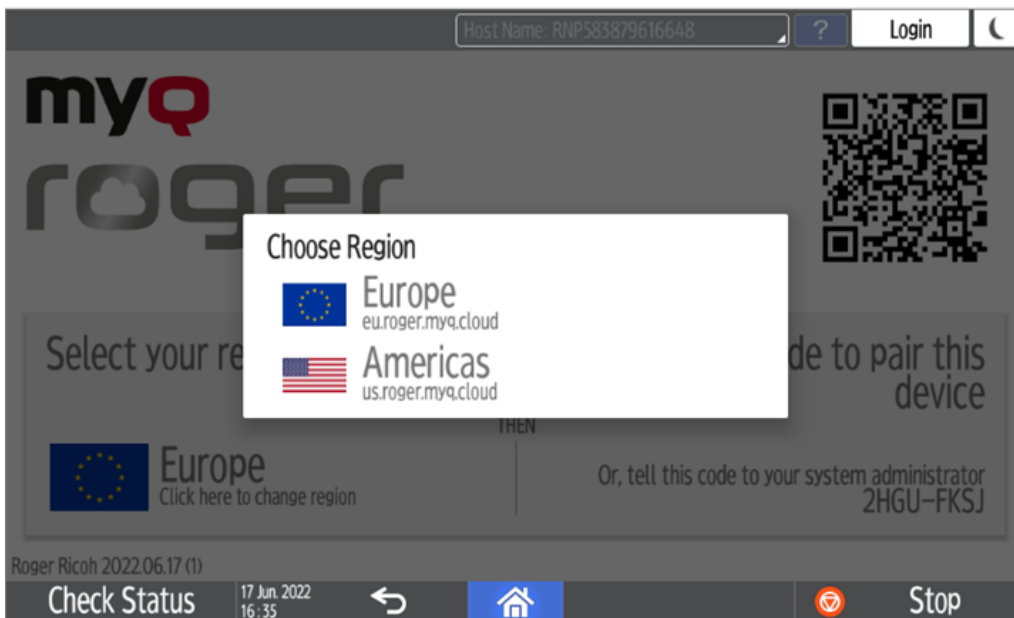 Host Name: RNP583879616648
?
Login
myQ
roger
Choose Region
Europe
eu.roger.myq.cloud
Americas
us.roger.myq.cloud
Select your re
de to pair this
device
THEN
Europe
Click here to change region
Or, tell this code to your system administrator
2HGU-FKSJ
Roger Ricoh 2022.06.17 (1)
Check Status
17 Jun. 2022
16:35
Stop